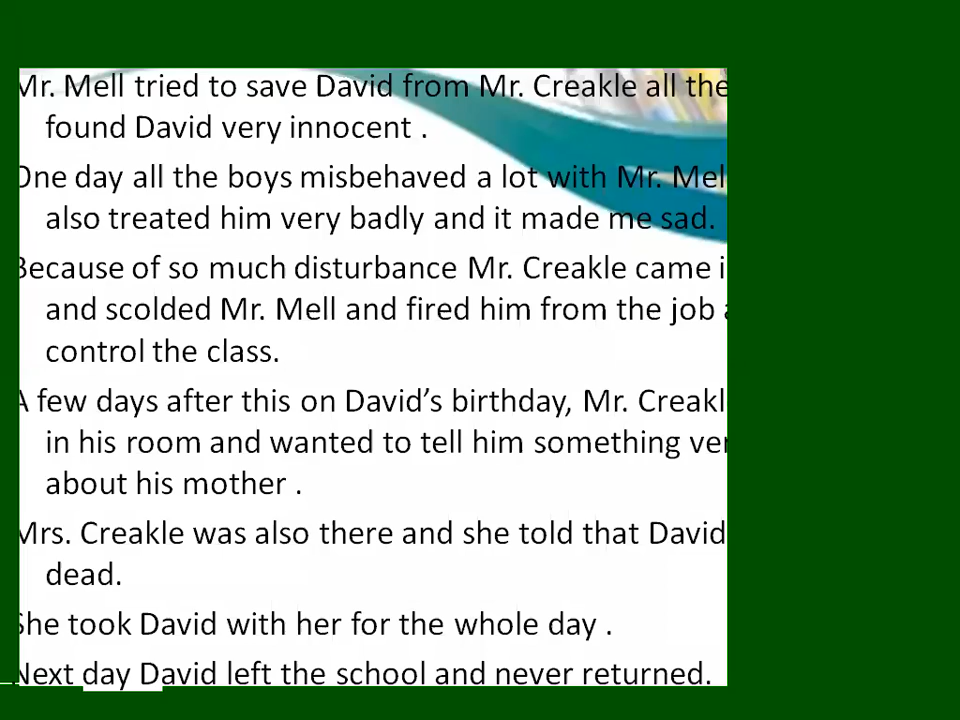 Mr. Mell tried to save David from Mr. Creakle all the
found David very innocent .
One day all the boys misbehaved a lot with Mr. Mel
also treated him very badly and it made me sad.
Because of so much disturbance Mr. Creakle came i
and scolded Mr. Mell and fired him from the job
control the class.
A few days after this on David’s birthday, Mr. Creakl
in his room and wanted to tell him something
about his mother .
Mrs. Creakle was also there and she told that David
dead.
She took David with her for the whole day .
Next day David left the school and never returned.